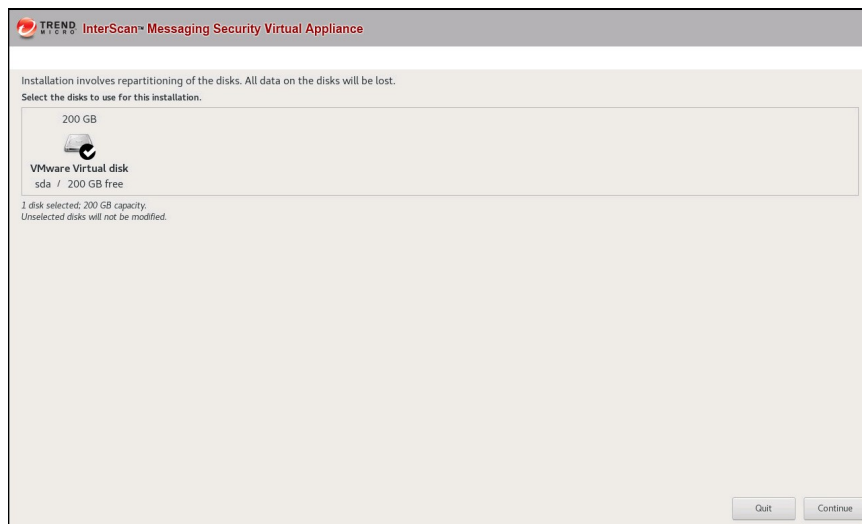 TREND MICRO InterScan™ Messaging Security Virtual Appliance
Installation involves repartitioning of the disks. All data on the disks will be lost.
Select the disks to use for this installation.
200 GB
VMware Virtual disk
sda / 200 GB free
1 disk selected; 200 GB capacity.
Unselected disks will not be modified.
Quit Continue